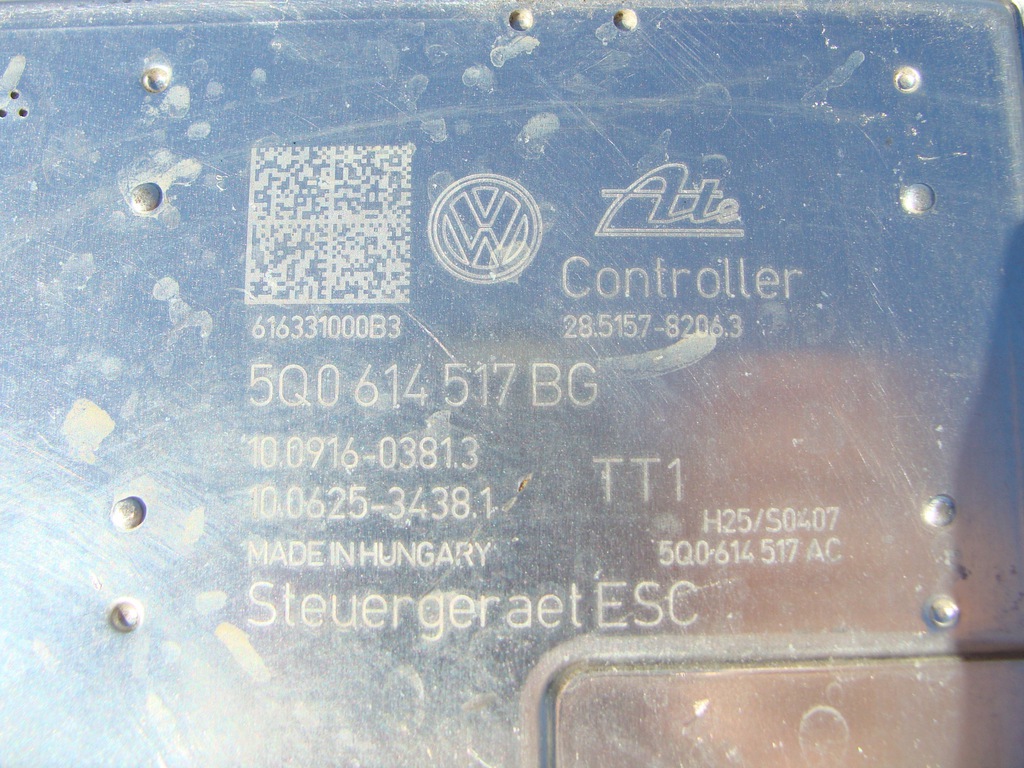 Ate
Controller
616331000B3
28.5157-8206.3
5Q0 614 517 BG
10.0916-0381.3
10.0625-3438.1
TT1
H25/S0407
MADE IN HUNGARY
5Q0 614 517 AC
Steuergeraet ESC